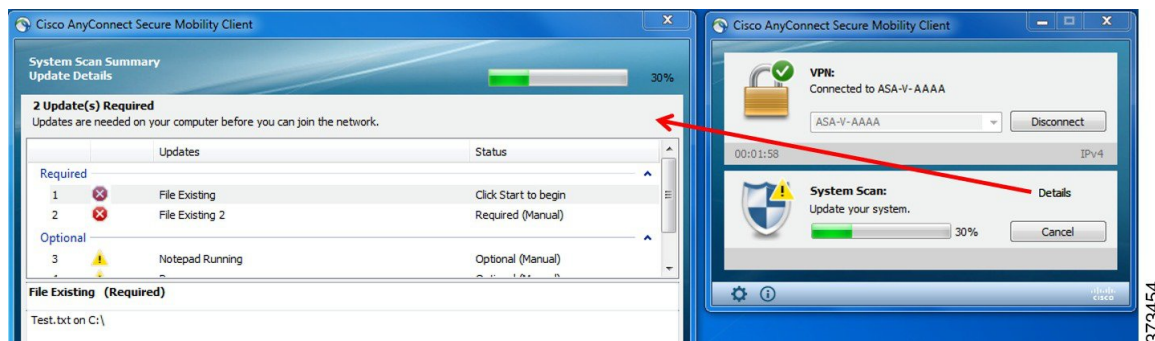 Cisco AnyConnect Secure Mobility Client
System Scan Summary
Update Details
30%
2 Update(s) Required
Updates are needed on your computer before you can join the network.
Updates Status
Required
1 File Existing Click Start to begin
2 File Existing 2 Required (Manual)
Optional
3 Notepad Running Optional (Manual)
File Existing (Required)
Test.txt on C:\
Cisco AnyConnect Secure Mobility Client
VPN:
Connected to ASA-V-AAAA
ASA-V-AAAA Disconnect
00:01:58 IPv4
System Scan: Details
Update your system.
30% Cancel
CISCO
373454